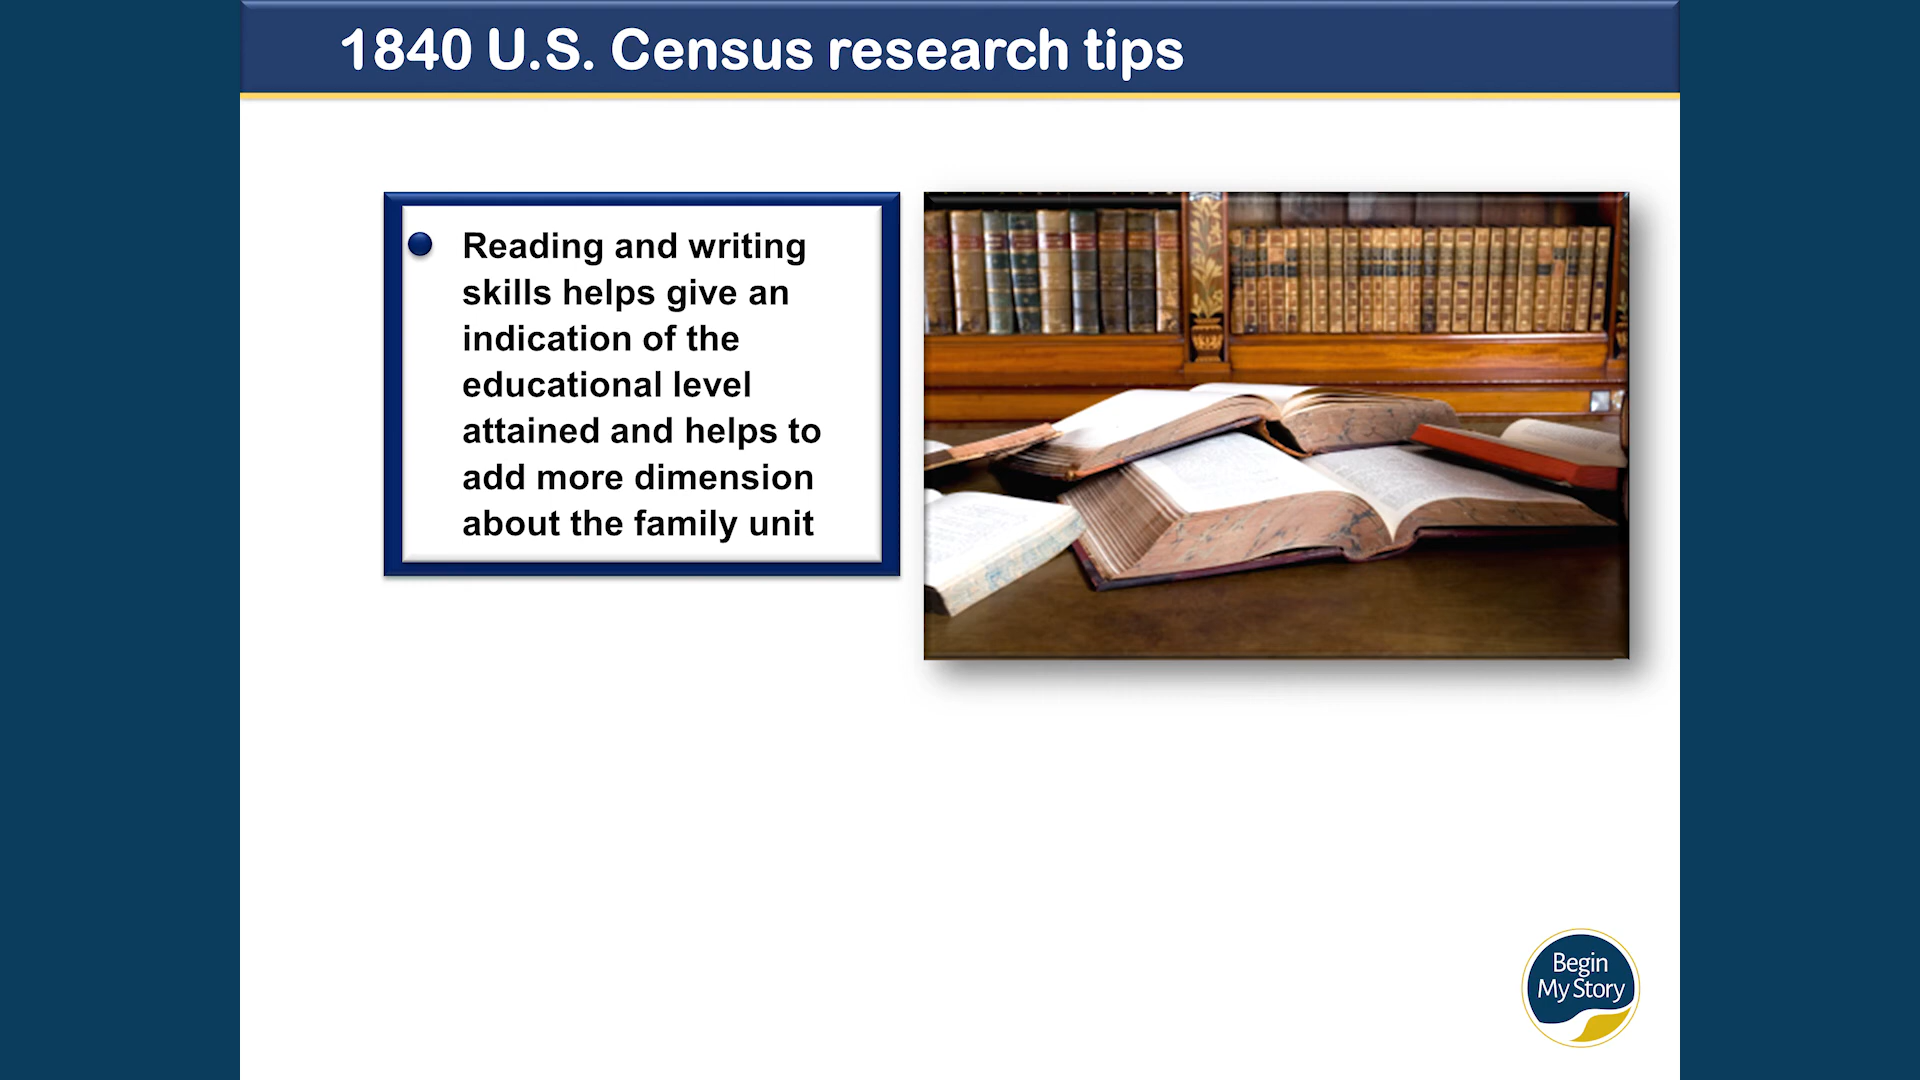 1840 U.S. Census research tips
Reading and writing
skills helps give an
indication of the
educational level
attained and helps to
add more dimension
about the family unit
Begin
My Story